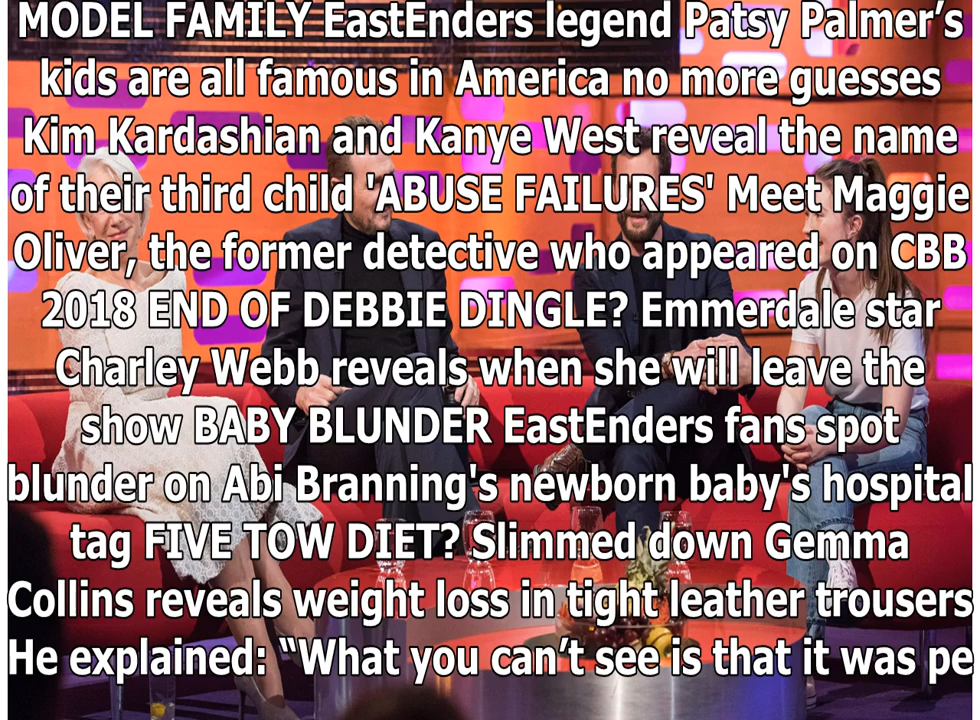 MODEL FAMILY EastEnders legend Patsy Palmer’s
kids are all famous in America no more guesses
Kim Kardashian and Kanye West reveal the name
of their third child 'ABUSE FAILURES' Meet Maggie
Oliver, the former detective who appeared on CBB
2018 END OF DEBBIE DINGLE? Emmerdale star
Charley Webb reveals when she will leave the
show BABY BLUNDER EastEnders fans spot
blunder on Abi Branning's newborn baby's hospital
tag FIVE TOW DIET? Slimmed down Gemma
Collins reveals weight loss in tight leather trousers
He explained: “What you can’t see is that it was pe